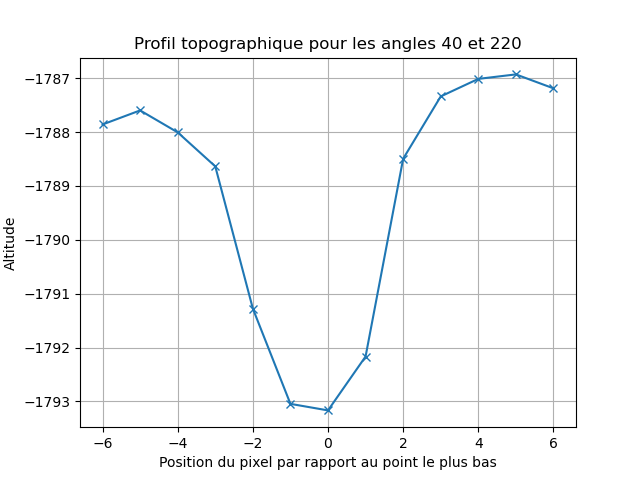 Profil topographique pour les angles 40 et 220
−1787
−1788
−1789
−1790
−1791
−1792
−1793
Altitude
−6 −4 −2 0 2 4 6
Position du pixel par rapport au point le plus bas